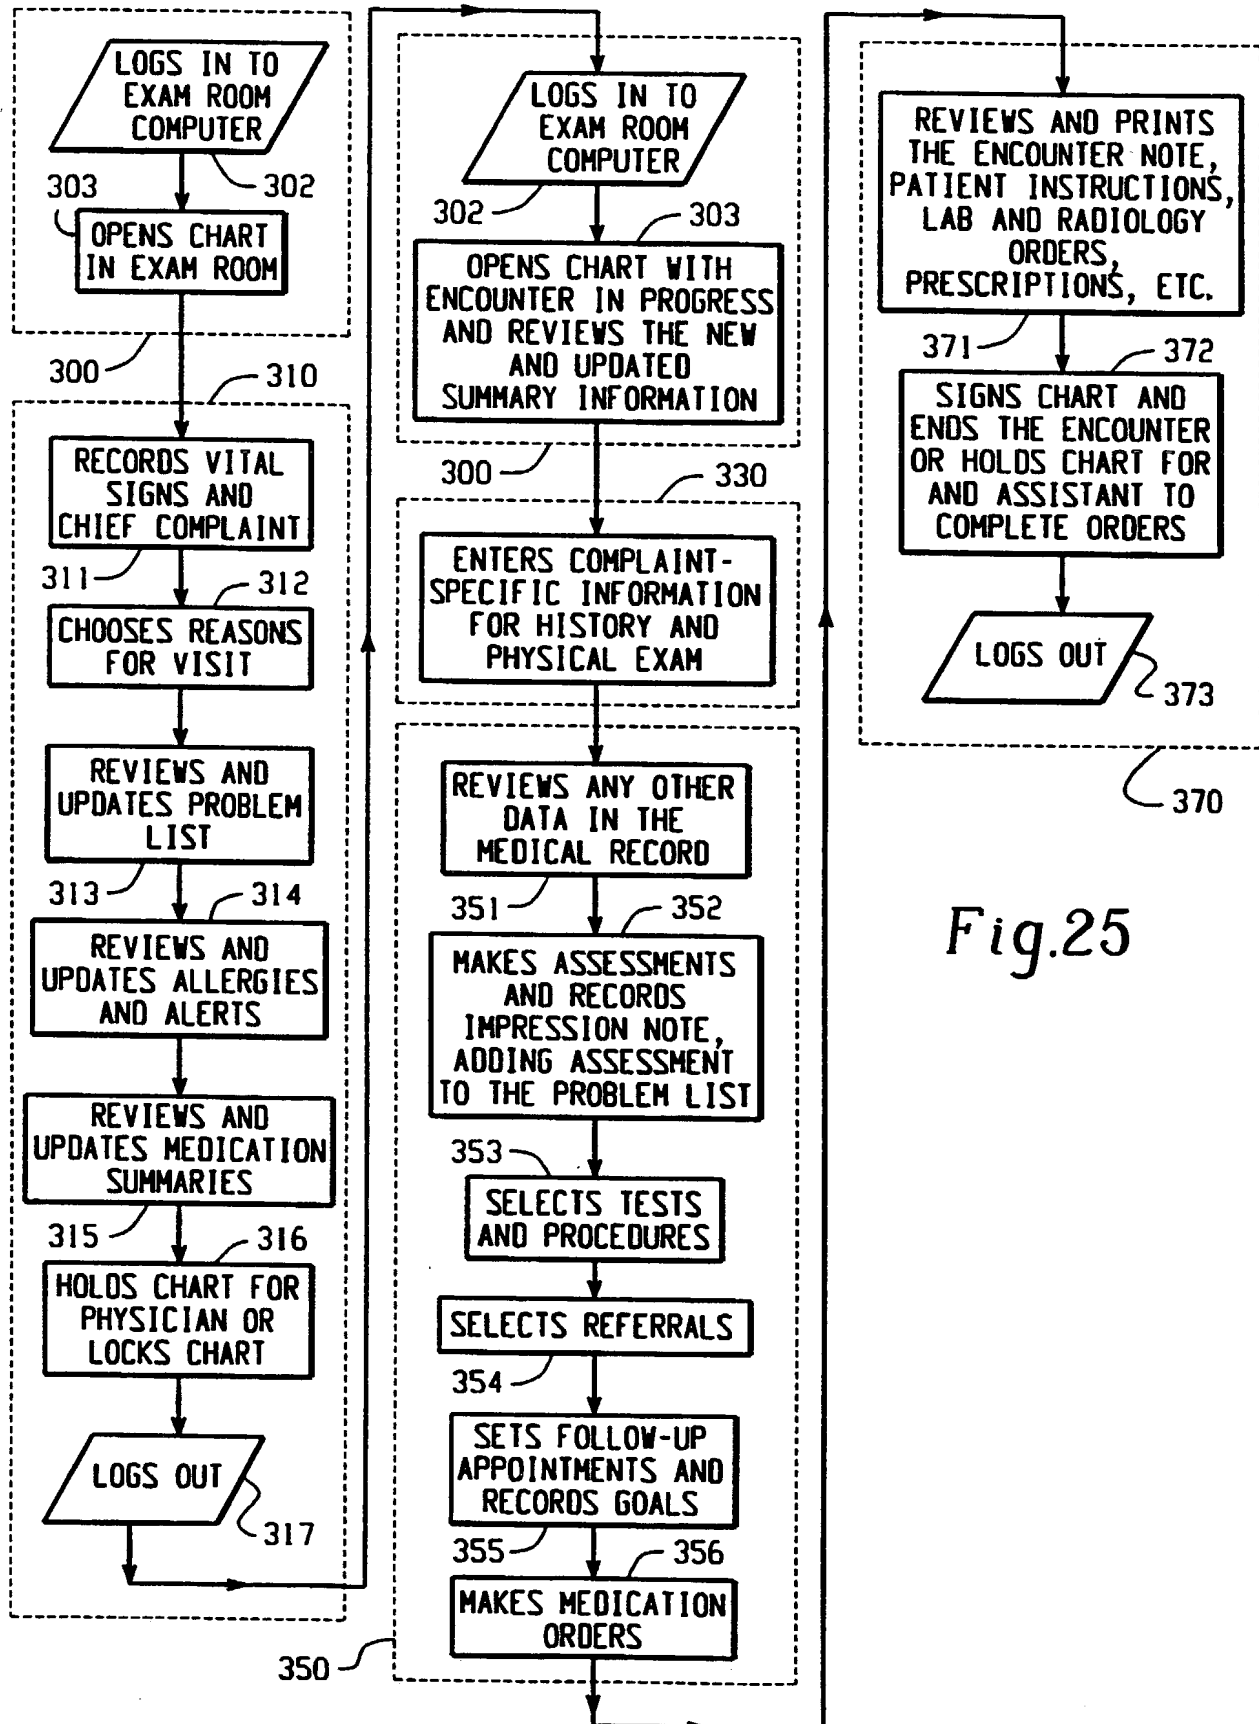 LOGS IN TO
EXAM ROOM
COMPUTER
302
303
OPENS CHART
IN EXAM ROOM
300
310
RECORDS VITAL
SIGNS AND
CHIEF COMPLAINT
311
312
CHOOSES REASONS
FOR VISIT
REVIEWS AND
UPDATES PROBLEM
LIST
313
314
REVIEWS AND
UPDATES ALLERGIES
AND ALERTS
REVIEWS AND
UPDATES MEDICATION
SUMMARIES
315
316
HOLDS CHART FOR
PHYSICIAN OR
LOCKS CHART
LOGS OUT
317
LOGS IN TO
EXAM ROOM
COMPUTER
302
303
OPENS CHART WITH
ENCOUNTER IN PROGRESS
AND REVIEWS THE NEW
AND UPDATED
SUMMARY INFORMATION
300
330
ENTERS COMPLAINT-
SPECIFIC INFORMATION
FOR HISTORY AND
PHYSICAL EXAM
REVIEWS ANY OTHER
DATA IN THE
MEDICAL RECORD
351
352
MAKES ASSESSMENTS
AND RECORDS
IMPRESSION NOTE,
ADDING ASSESSMENT
TO THE PROBLEM LIST
353
SELECTS TESTS
AND PROCEDURES
SELECTS REFERRALS
354
SETS FOLLOW-UP
APPOINTMENTS AND
RECORDS GOALS
355
356
MAKES MEDICATION
ORDERS
350
REVIEWS AND PRINTS
THE ENCOUNTER NOTE,
PATIENT INSTRUCTIONS,
LAB AND RADIOLOGY
ORDERS,
PRESCRIPTIONS, ETC.
371
372
SIGNS CHART AND
ENDS THE ENCOUNTER
OR HOLDS CHART FOR
AND ASSISTANT TO
COMPLETE ORDERS
LOGS OUT
373
370
Fig.25